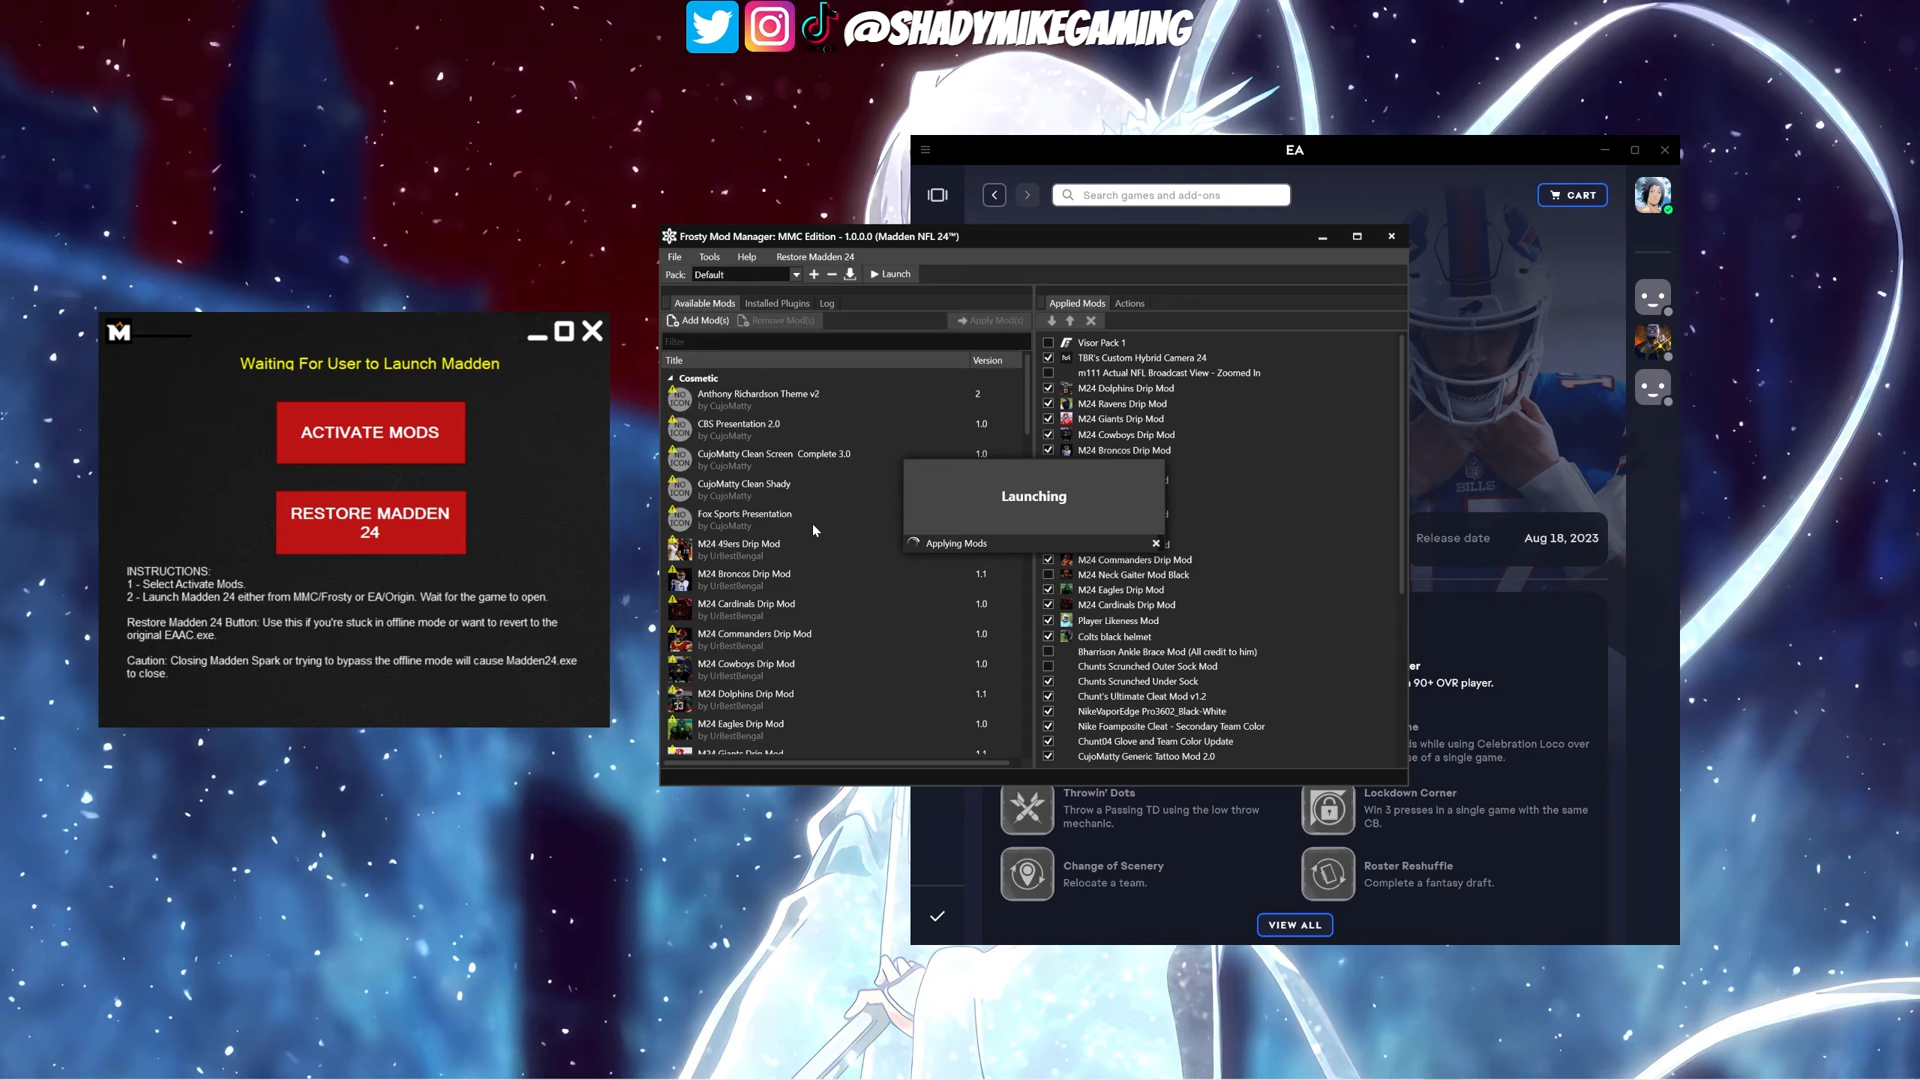 @SHADYMIKEGAMING
EA
Search games and add-ons
CART
Frosty Mod Manager: MMC Edition - 1.0.0.0 (Madden NFL 24™)
File Tools Help Restore Madden 24
Pack: Default Launch
Available Mods Installed Plugins Log
Add Mod(s) Remove Mod(s) Apply Mod(s)
Filter
Title Version
Cosmetic
Anthony Richardson Theme v2 2
by CujoMatty
CBS Presentation 2.0 1.0
by CujoMatty
CujoMatty Clean Screen Complete 3.0 1.0
by CujoMatty
CujoMatty Clean Shady
by CujoMatty
Fox Sports Presentation
by CujoMatty
M24 49ers Drip Mod
by UrBestBengal
M24 Broncos Drip Mod 1.1
by UrBestBengal
M24 Cardinals Drip Mod 1.0
by UrBestBengal
M24 Commanders Drip Mod 1.0
by UrBestBengal
M24 Cowboys Drip Mod 1.0
by UrBestBengal
M24 Dolphins Drip Mod 1.1
by UrBestBengal
M24 Eagles Drip Mod 1.0
by UrBestBengal
M24 Giants Drip Mod 1.1
NO ICON
NO ICON
NO ICON
NO ICON
NO ICON
Applied Mods Actions
Visor Pack 1
TBR's Custom Hybrid Camera 24
m111 Actual NFL Broadcast View - Zoomed In
M24 Dolphins Drip Mod
M24 Ravens Drip Mod
M24 Giants Drip Mod
M24 Cowboys Drip Mod
M24 Broncos Drip Mod
Launching
Applying Mods
M24 Commanders Drip Mod
M24 Neck Gaiter Mod Black
M24 Eagles Drip Mod
M24 Cardinals Drip Mod
Player Likeness Mod
Colts black helmet
Bharrison Ankle Brace Mod (All credit to him)
Chunts Scrunched Outer Sock Mod
Chunts Scrunched Under Sock
Chunt's Ultimate Cleat Mod v1.2
NikeVaporEdge Pro3602_Black-White
Nike Foamposite Cleat - Secondary Team Color
Chunt04 Glove and Team Color Update
CujoMatty Generic Tattoo Mod 2.0
M
Waiting For User to Launch Madden
ACTIVATE MODS
RESTORE MADDEN
24
INSTRUCTIONS:
1 - Select Activate Mods.
2 - Launch Madden 24 either from MMC/Frosty or EA/Origin. Wait for the game to open.
Restore Madden 24 Button: Use this if you're stuck in offline mode or want to revert to the
original EAAC.exe.
Caution: Closing Madden Spark or trying to bypass the offline mode will cause Madden24.exe
to close.
BILLS
Release date Aug 18, 2023
90+ OVR player.
while using Celebration Loco over
of a single game.
Throwin' Dots
Throw a Passing TD using the low throw
mechanic.
Lockdown Corner
Win 3 presses in a single game with the same
CB.
Change of Scenery
Relocate a team.
Roster Reshuffle
Complete a fantasy draft.
VIEW ALL